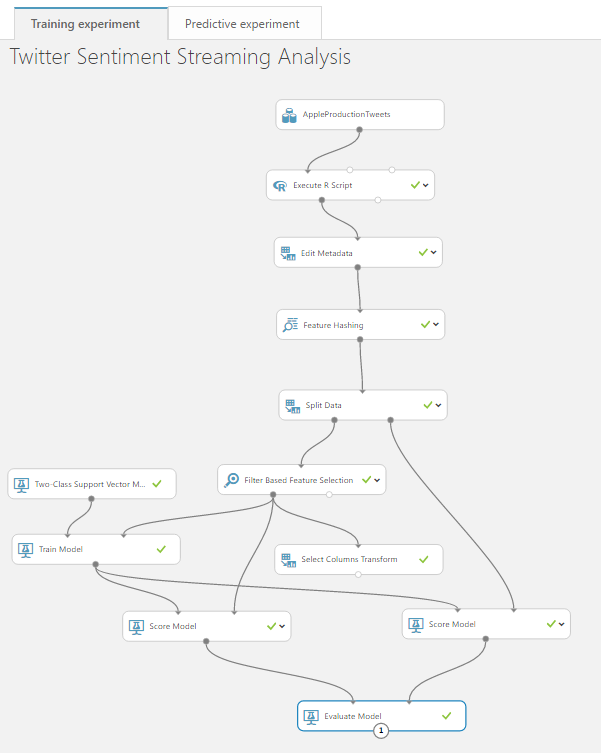 Training experiment
Predictive experiment
Twitter Sentiment Streaming Analysis
AppleProductionTweets
Execute R Script
Edit Metadata
Feature Hashing
Split Data
Two-Class Support Vector M...
Filter Based Feature Selection
Train Model
Select Columns Transform
Score Model
Score Model
Evaluate Model
1